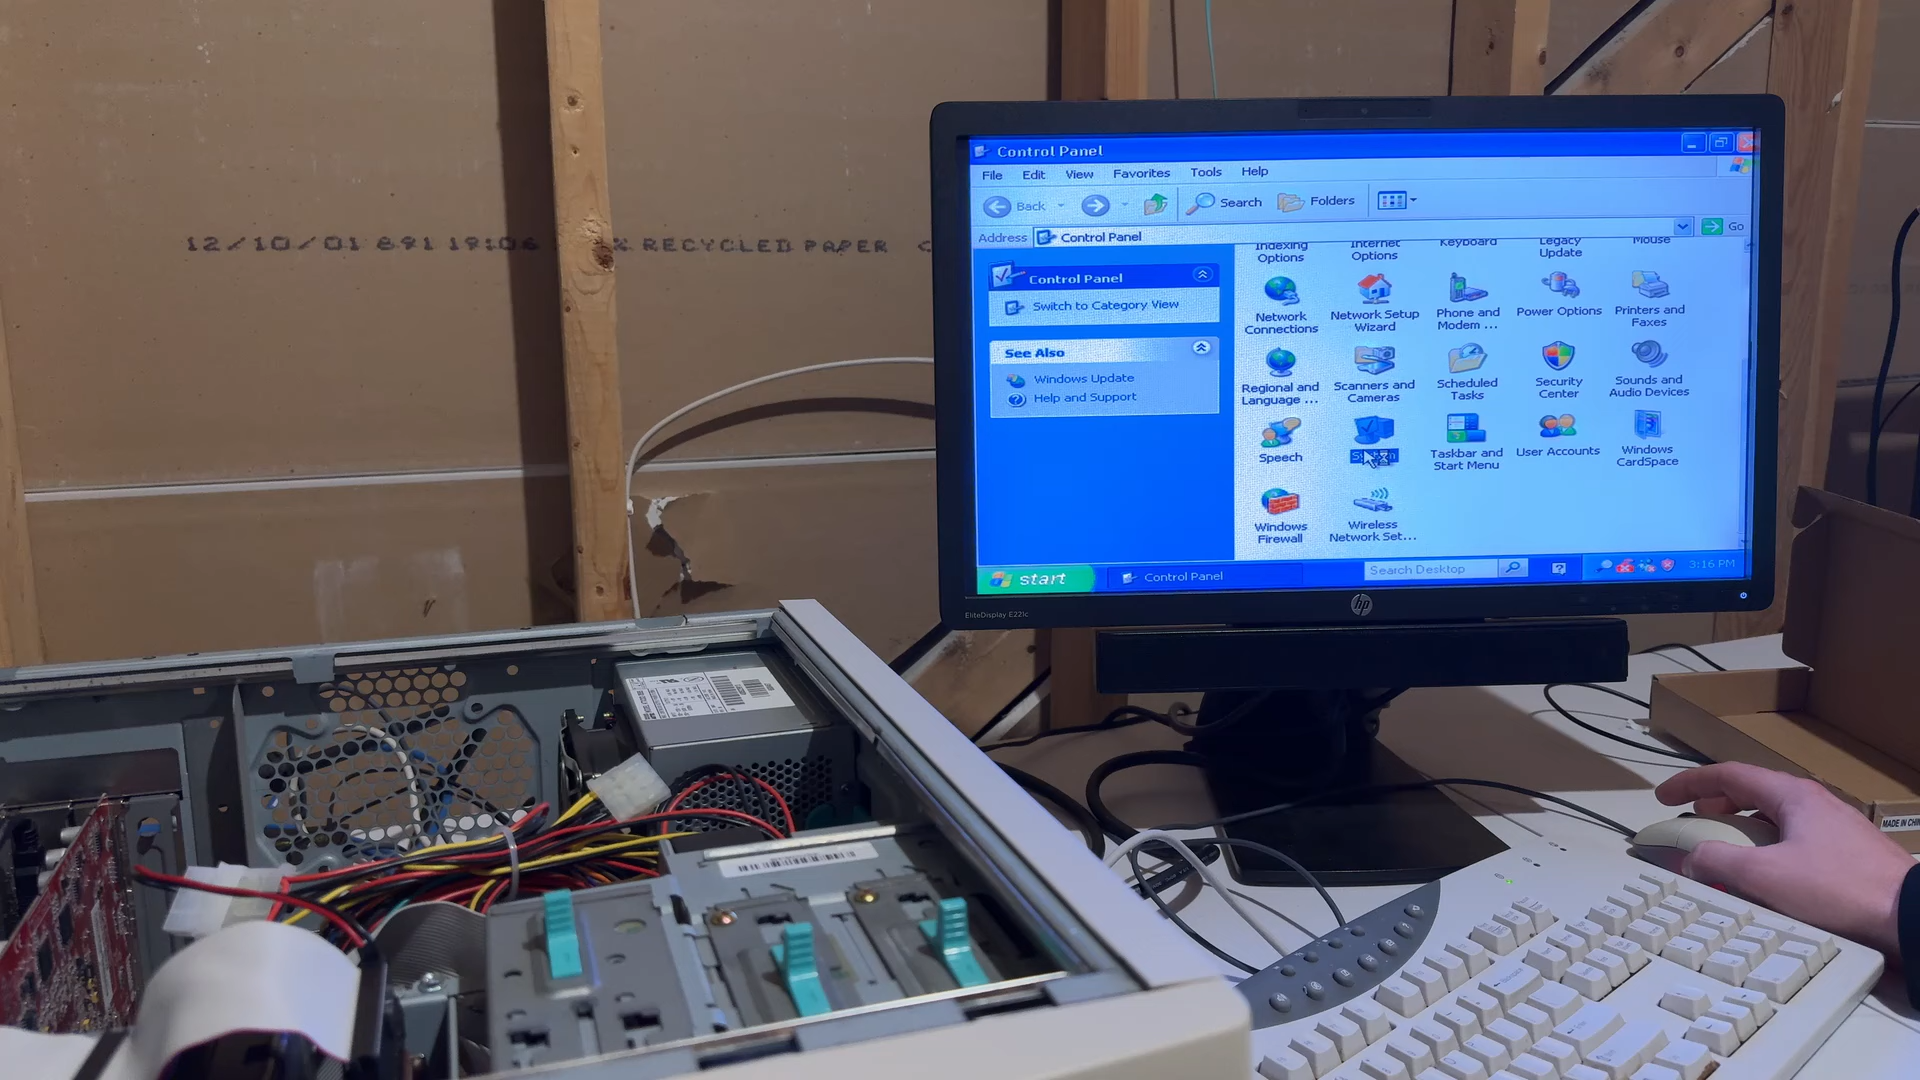 12/10/01 691 19:06 % RECYCLED PAPER
Control Panel
File Edit View Favorites Tools Help
Back Search Folders
Address Control Panel Go
Control Panel
Switch to Category View
See Also
Windows Update
Help and Support
Indexing Options
Internet Options
Keyboard
Legacy Update
Mouse
Network Connections
Network Setup Wizard
Phone and Modem ...
Power Options
Printers and Faxes
Regional and Language ...
Scanners and Cameras
Scheduled Tasks
Security Center
Sounds and Audio Devices
Speech
Taskbar and Start Menu
User Accounts
Windows CardSpace
Windows Firewall
Wireless Network Set...
start Control Panel Search Desktop 3:16 PM
EliteDisplay E221c
hp
MADE IN CHIN